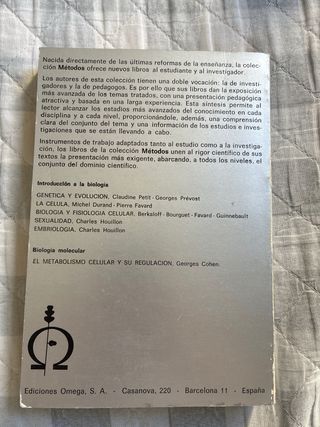 Nacida directamente de las últimas reformas de la enseñanza, la colec-
ción Métodos ofrece nuevos libros al estudiante y al investigador.
Los autores de esta colección tienen una doble vocación: la de investi-
gadores y la de pedagogos. Es por ello que sus libros dan la exposición
más avanzada de los temas tratados, con una presentación pedagógica
atractiva y basada en una larga experiencia. Esta síntesis permite al
lector alcanzar los estadios más avanzados del conocimiento en cada
disciplina y a cada nivel, proporcionándole, además, una comprensión
clara del conjunto del tema y una información de los estudios e inves-
tigaciones que se están llevando a cabo.
Instrumentos de trabajo adaptados tanto al estudio como a la investiga-
ción, los libros de la colección Métodos unen al rigor científico de sus
textos la presentación más exigente, abarcando, a todos los niveles, el
conjunto del dominio científico.
Introducción a la biología
GENETICA Y EVOLUCION, Claudine Petit - Georges Prévost
LA CELULA, Michel Durand - Pierre Favard
BIOLOGIA Y FISIOLOGIA CELULAR, Berkaloff - Bourguet - Favard - Guinnebault
SEXUALIDAD, Charles Houillon
EMBRIOLOGIA, Charles Houillon
Biología molecular
EL METABOLISMO CELULAR Y SU REGULACION, Georges Cohen.
Ediciones Omega, S. A. - Casanova, 220 - Barcelona 11 - España